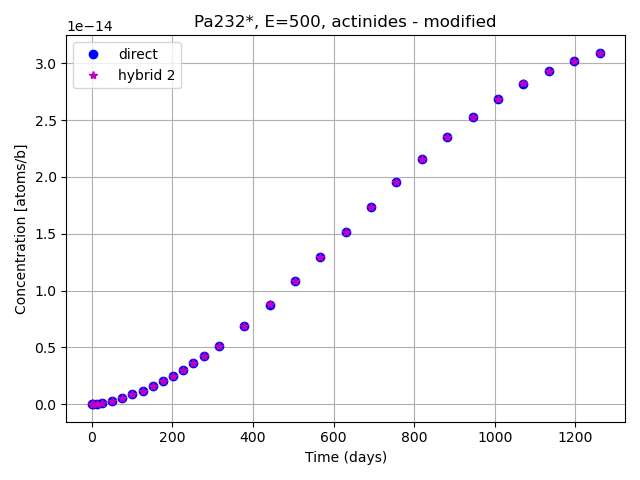 Pa232*, E=500, actinides - modified
1e−14
direct
hybrid 2
3.0
2.5
2.0
1.5
1.0
0.5
0.0
Concentration [atoms/b]
0 200 400 600 800 1000 1200
Time (days)